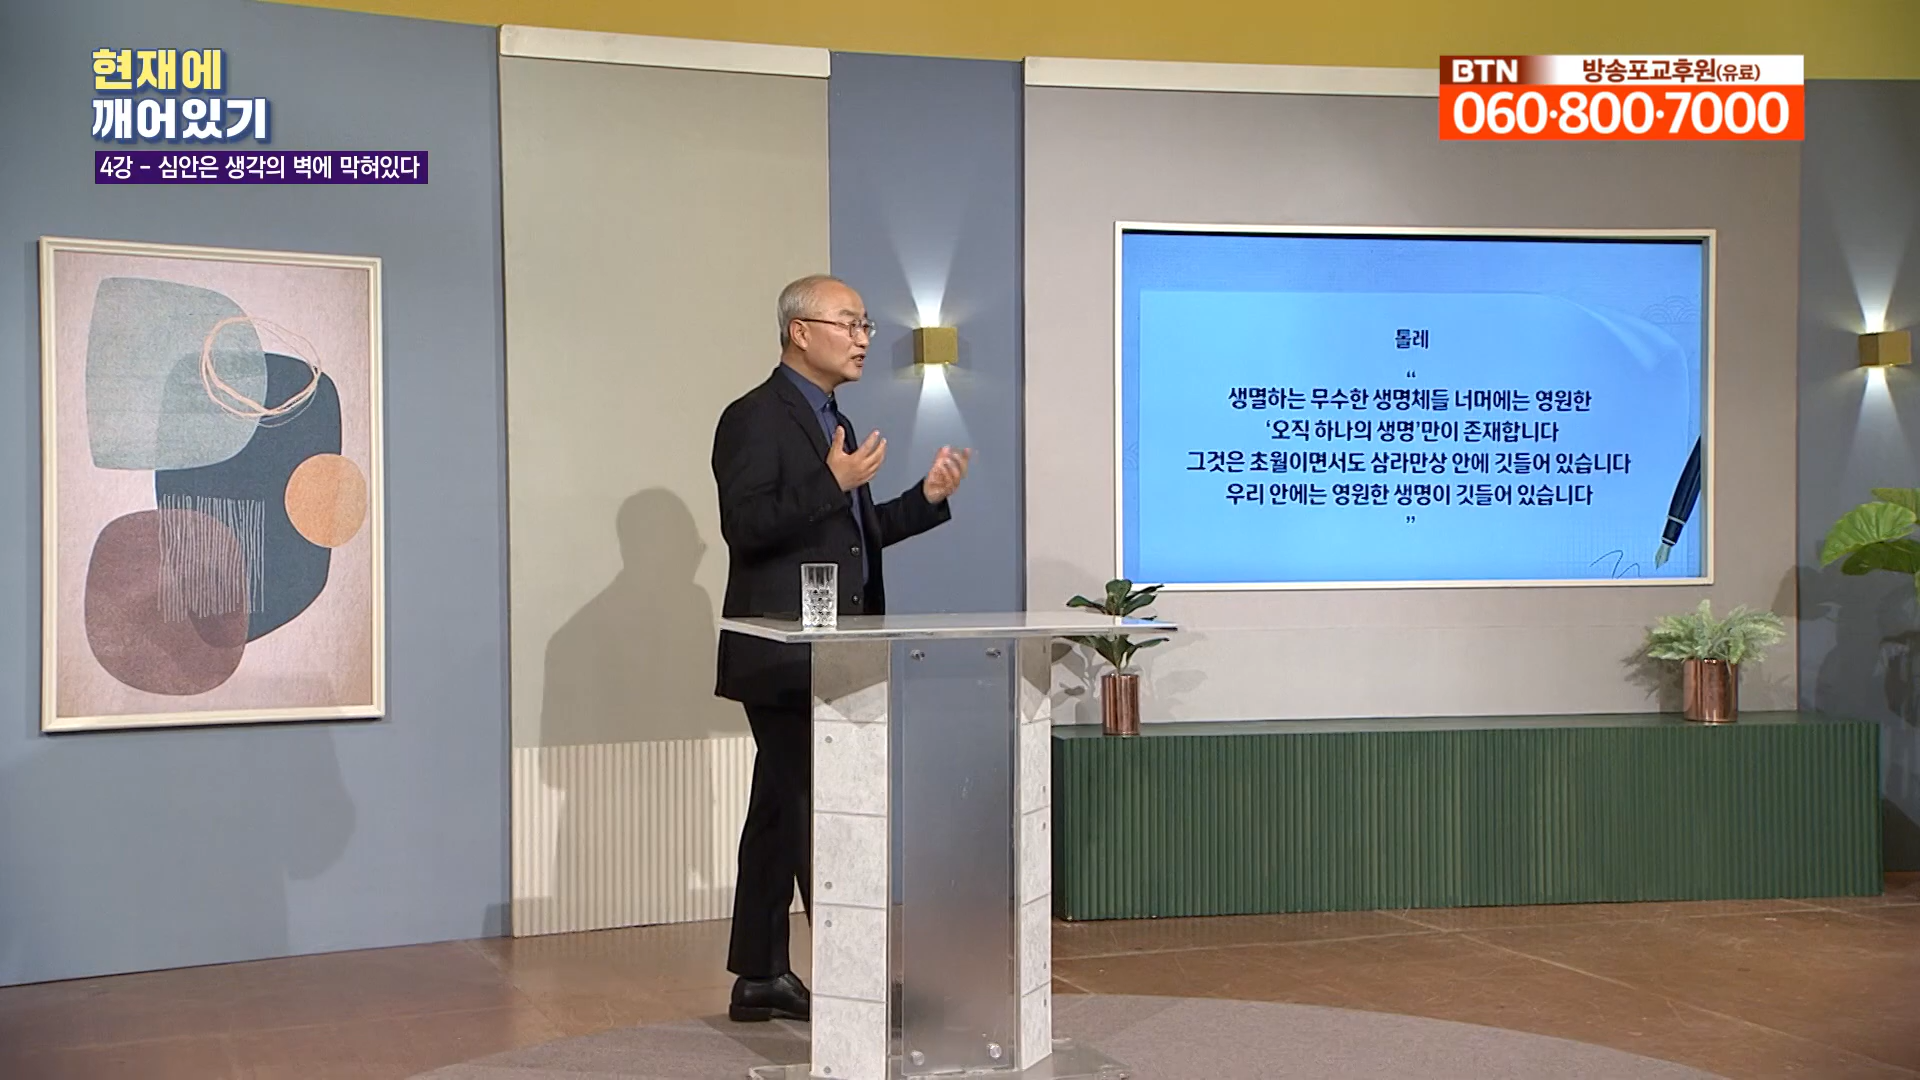 현재에
깨어있기
4강 - 심안은 생각의 벽에 막혀있다
BTN 방송포교후원(유료)
060·800·7000
톨레
“
생멸하는 무수한 생명체들 너머에는 영원한
‘오직 하나의 생명’만이 존재합니다
그것은 초월이면서도 삼라만상 안에 깃들어 있습니다
우리 안에는 영원한 생명이 깃들어 있습니다
”